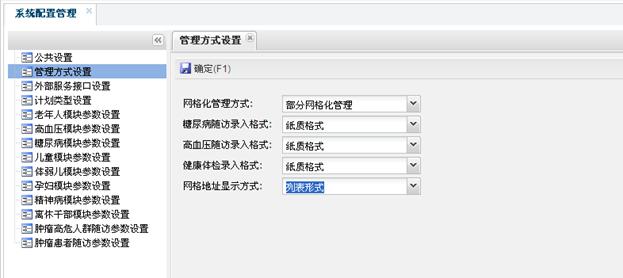 系统配置管理
公共设置
管理方式设置
外部服务接口设置
计划类型设置
老年人模块参数设置
高血压模块参数设置
糖尿病模块参数设置
儿童模块参数设置
体弱儿模块参数设置
孕妇模块参数设置
精神病模块参数设置
离休干部模块参数设置
肿瘤高危人群随访参数设置
肿瘤患者随访参数设置
管理方式设置
确定(F1)
网格化管理方式: 部分网格化管理
糖尿病随访录入格式: 纸质格式
高血压随访录入格式: 纸质格式
健康体检录入格式: 纸质格式
网格地址显示方式: 列表形式